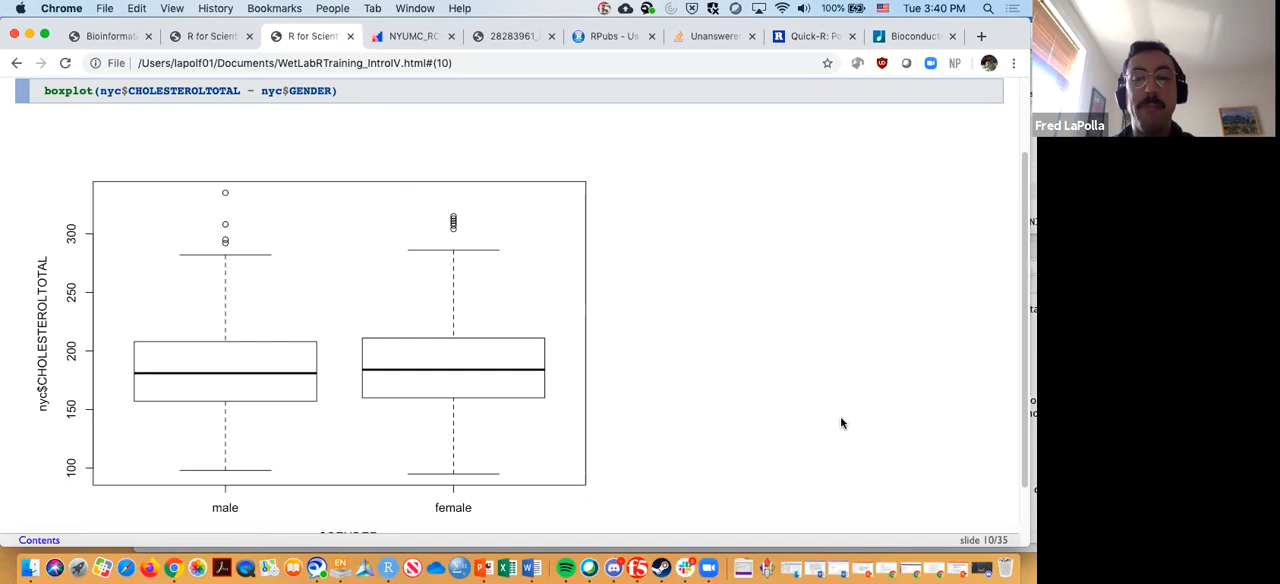 Chrome File Edit View History Bookmarks People Tab Window Help 100% Tue 3:40 PM
Bioinformat R for Scient R for Scient NYUMC_RC 28283961_ RPubs - Us Unanswere Quick-R: Po Bioconduct
File /Users/lapolf01/Documents/WetLabRTraining_IntroIV.html#(10) NP
boxplot(nyc$CHOLESTEROLTOTAL ~ nyc$GENDER)
Fred LaPolla
nyc$CHOLESTEROLTOTAL
300
250
200
150
100
male female
Contents slide 10/35